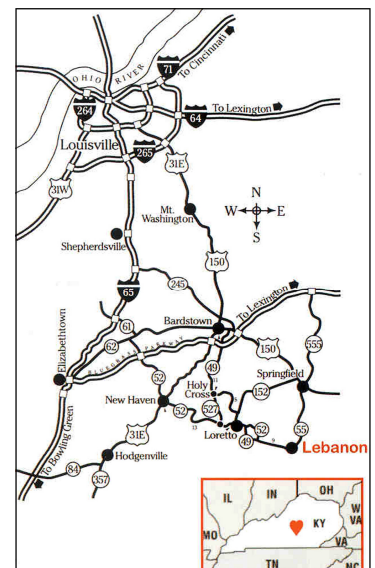 OHIO RIVER
71
To Cincinnati
264
To Lexington
64
Louisville
265
31E
31W
N
W E
S
Mt.
Washington
Shepherdsville
150
245
65
To Lexington
61
Bardstown
Elizabethtown
62
BLUEGRASS PARKWAY
150
555
49
Springfield
52
Holy
Cross
152
New Haven
527
52
52
Loretto
55
31E
49
Lebanon
Hodgenville
To Bowling Green
84
357
IL
IN
OH
W
VA
KY
MO
VA
TN
NC